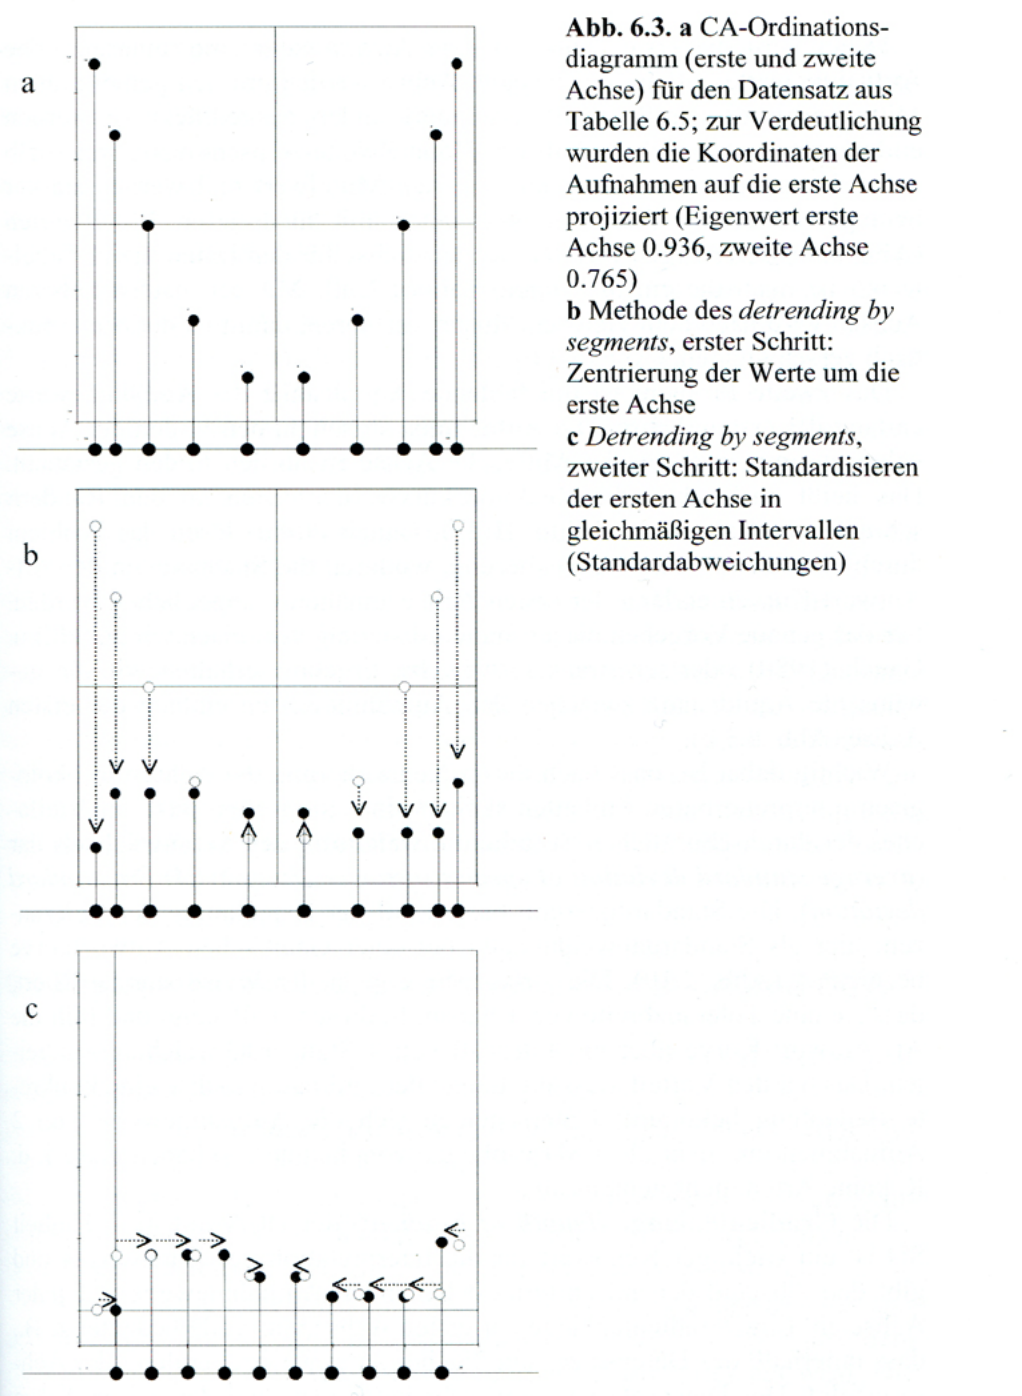 a
Abb. 6.3. a CA-Ordinations-
diagramm (erste und zweite
Achse) für den Datensatz aus
Tabelle 6.5; zur Verdeutlichung
wurden die Koordinaten der
Aufnahmen auf die erste Achse
projiziert (Eigenwert erste
Achse 0.936, zweite Achse
0.765)
b Methode des detrending by
segments, erster Schritt:
Zentrierung der Werte um die
erste Achse
c Detrending by segments,
zweiter Schritt: Standardisieren
der ersten Achse in
gleichmäßigen Intervallen
(Standardabweichungen)
b
c